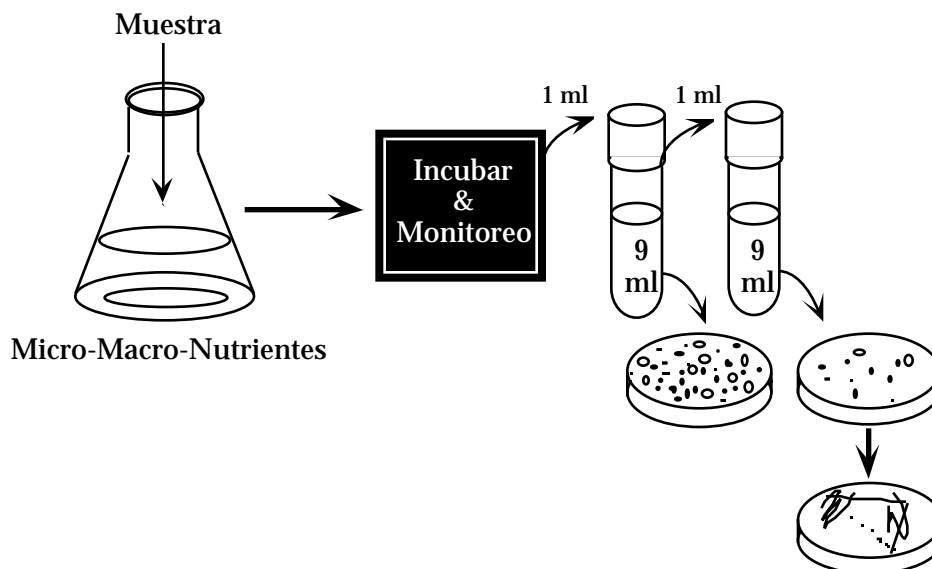 Muestra
1 ml
1 ml
Incubar
&
Monitoreo
9
ml
9
ml
Micro-Macro-Nutrientes